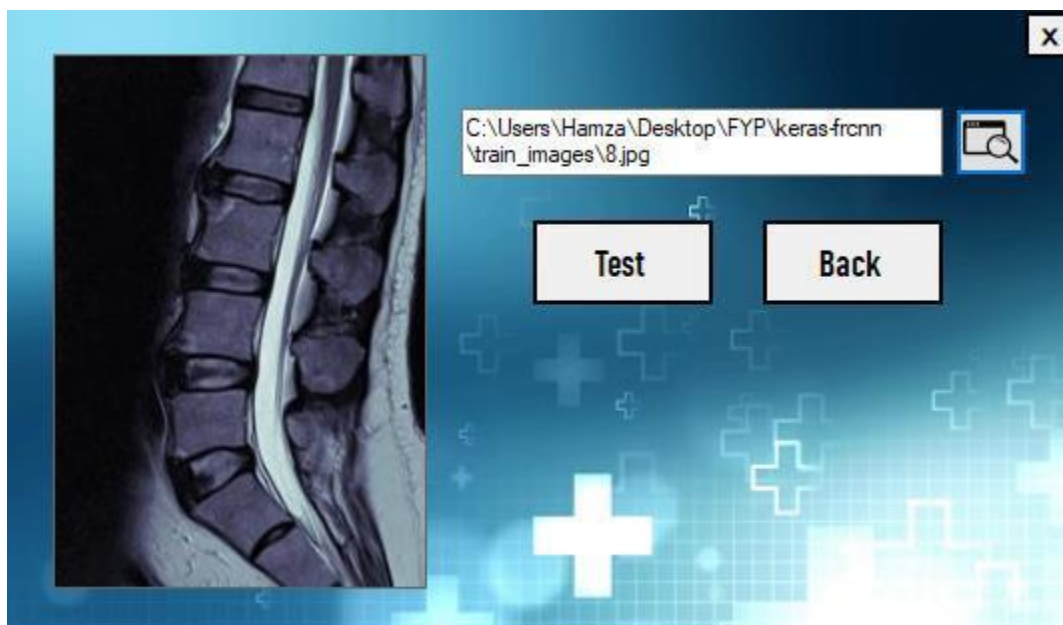 X
C:\Users\Hamza\Desktop\FYP\keras-frcnn
\train_images\8.jpg
Test
Back